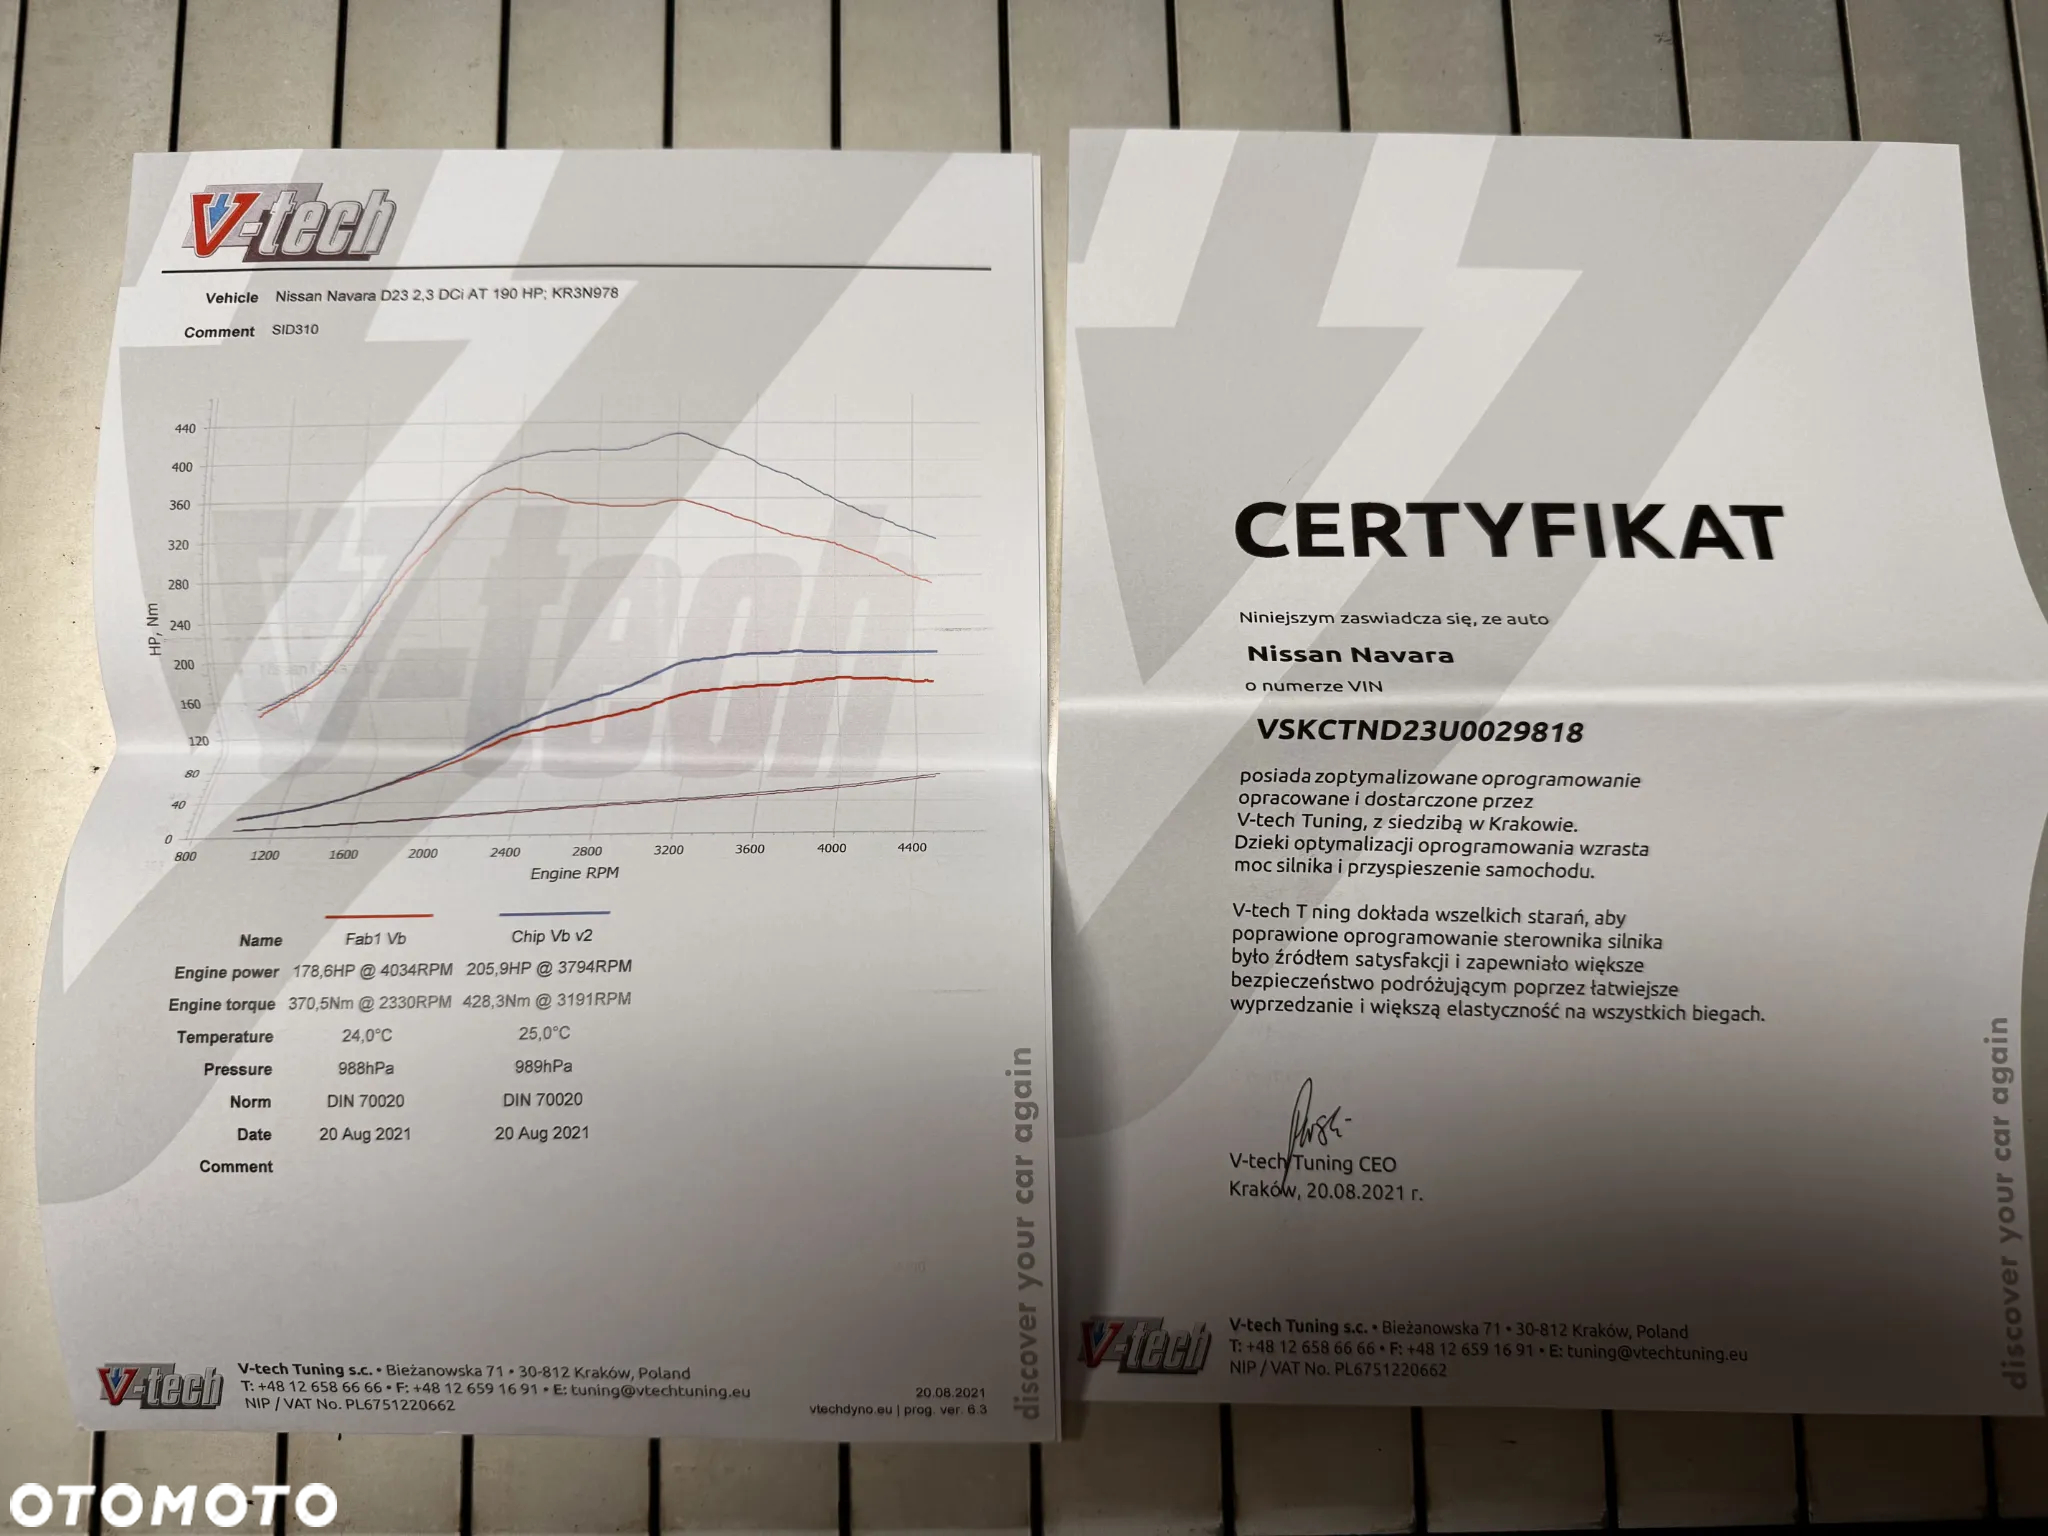 V-tech
Vehicle Nissan Navara D23 2,3 DCi AT 190 HP; KR3N978
Comment SID310
HP, Nm
440
400
360
320
280
240
200
160
120
80
40
0
800 1200 1600 2000 2400 2800 3200 3600 4000 4400
Engine RPM
Name Fab1 Vb Chip Vb v2
Engine power 178,6HP @ 4034RPM 205,9HP @ 3794RPM
Engine torque 370,5Nm @ 2330RPM 428,3Nm @ 3191RPM
Temperature 24,0°C 25,0°C
Pressure 988hPa 989hPa
Norm DIN 70020 DIN 70020
Date 20 Aug 2021 20 Aug 2021
Comment
discover your car again
V-tech
V-tech Tuning s.c. • Bieżanowska 71 • 30-812 Kraków, Poland
T: +48 12 658 66 66 • F: +48 12 659 16 91 • E: tuning@vtechtuning.eu
NIP / VAT No. PL6751220662
20.08.2021
vtechdyno.eu | prog. ver. 6.3
CERTYFIKAT
Niniejszym zaswiadcza się, ze auto
Nissan Navara
o numerze VIN
VSKCTND23U0029818
posiada zoptymalizowane oprogramowanie
opracowane i dostarczone przez
V-tech Tuning, z siedzibą w Krakowie.
Dzieki optymalizacji oprogramowania wzrasta
moc silnika i przyspieszenie samochodu.
V-tech T ning dokłada wszelkich starań, aby
poprawione oprogramowanie sterownika silnika
było źródłem satysfakcji i zapewniało większe
bezpieczeństwo podróżującym poprzez łatwiejsze
wyprzedzanie i większą elastyczność na wszystkich biegach.
V-tech Tuning CEO
Kraków, 20.08.2021 r.
discover your car again
V-tech
V-tech Tuning s.c. • Bieżanowska 71 • 30-812 Kraków, Poland
T: +48 12 658 66 66 • F: +48 12 659 16 91 • E: tuning@vtechtuning.eu
NIP / VAT No. PL6751220662
OTOMOTO